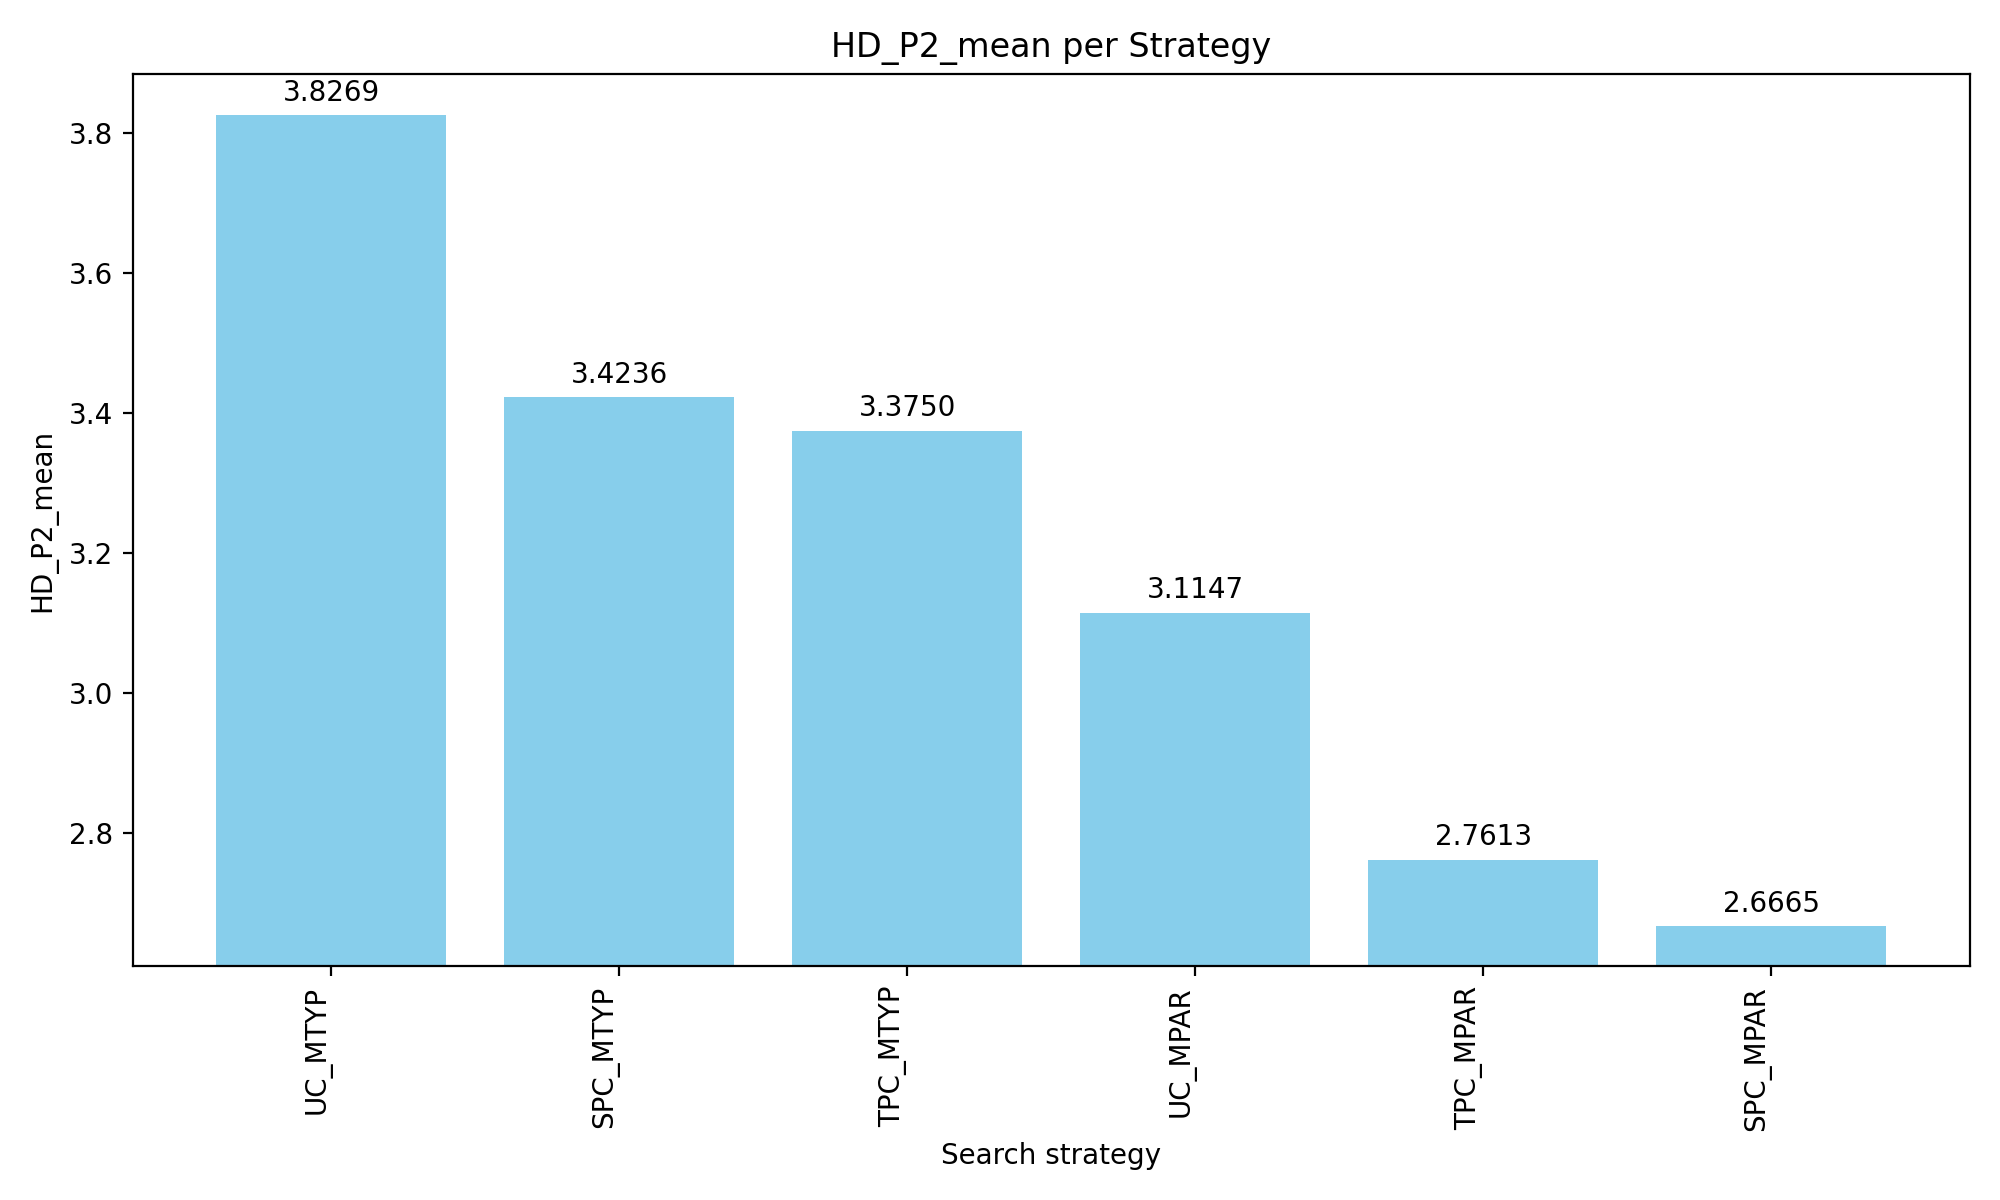 HD_P2_mean per Strategy
HD_P2_mean
3.8
3.6
3.4
3.2
3.0
2.8
3.8269
3.4236
3.3750
3.1147
2.7613
2.6665
UC_MTYP
SPC_MTYP
TPC_MTYP
UC_MPAR
TPC_MPAR
SPC_MPAR
Search strategy